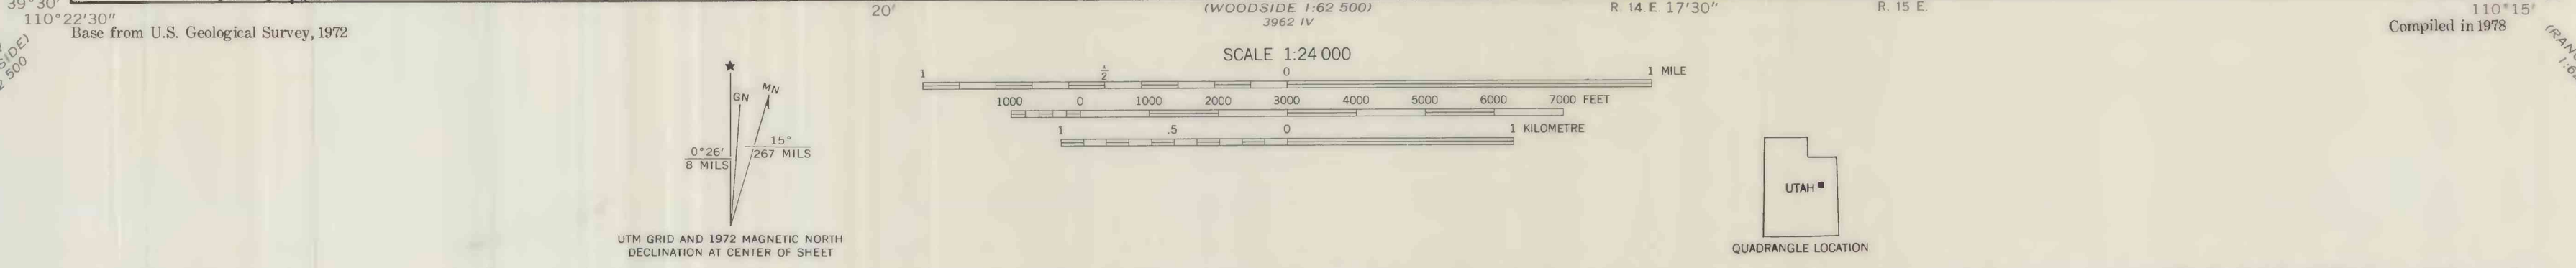 39°30'
110°22'30" 20' (WOODSIDE 1:62 500) R. 14 E. 17'30" R. 15 E. 110°15'
3962 IV
Base from U.S. Geological Survey, 1972 Compiled in 1978
SIDE)
500
SCALE 1:24 000
1 ½ 0 1 MILE
1000 0 1000 2000 3000 4000 5000 6000 7000 FEET
1 .5 0 1 KILOMETRE
★
GN MN
0°26' 15°
8 MILS 267 MILS
UTM GRID AND 1972 MAGNETIC NORTH
DECLINATION AT CENTER OF SHEET
UTAH
QUADRANGLE LOCATION